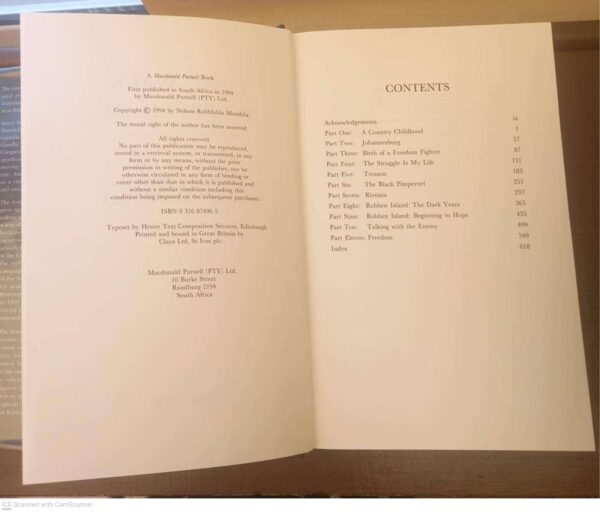 A Macdonald Purnell Book
First published in South Africa in 1994
by Macdonald Purnell (PTY) Ltd.
Copyright © 1994 by Nelson Rolihlahla Mandela
The moral right of the author has been asserted.
All rights reserved.
No part of this publication may be reproduced,
stored in a retrieval system, or transmitted, in any
form or by any means, without the prior
permission in writing of the publisher, nor be
otherwise circulated in any form of binding or
cover other than that in which it is published and
without a similar condition including this
condition being imposed on the subsequent purchaser.
ISBN 0 316 87496 5
Typeset by Hewer Text Composition Services, Edinburgh
Printed and bound in Great Britain by
Clays Ltd, St Ives plc.
Macdonald Purnell (PTY) Ltd.
10 Burke Street
Randburg 2194
South Africa
CONTENTS
Acknowledgements ix
Part One: A Country Childhood 1
Part Two: Johannesburg 57
Part Three: Birth of a Freedom Fighter 87
Part Four: The Struggle Is My Life 131
Part Five: Treason 183
Part Six: The Black Pimpernel 251
Part Seven: Rivonia 297
Part Eight: Robben Island: The Dark Years 365
Part Nine: Robben Island: Beginning to Hope 435
Part Ten: Talking with the Enemy 499
Part Eleven: Freedom 549
Index 618
CS Scanned with CamScanner